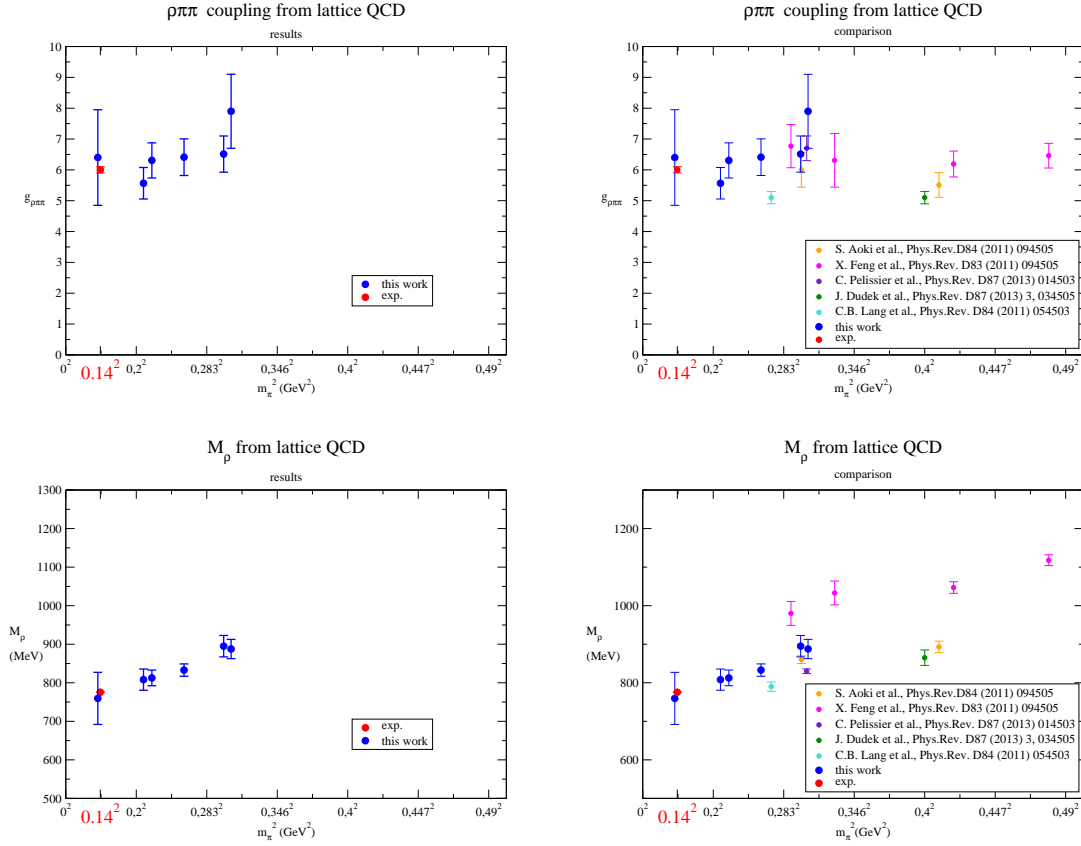 ρππ coupling from lattice QCD
results
10
9
8
7
6
5
4
3
2
1
0
g_ρππ
this work
exp.
0² 0.14² 0,2² 0,283² 0,346² 0,4² 0,447² 0,49²
m_π² (GeV²)
ρππ coupling from lattice QCD
comparison
10
9
8
7
6
5
4
3
2
1
0
g_ρππ
S. Aoki et al., Phys.Rev.D84 (2011) 094505
X. Feng et al., Phys.Rev. D83 (2011) 094505
C. Pelissier et al., Phys.Rev. D87 (2013) 014503
J. Dudek et al., Phys.Rev. D87 (2013) 3, 034505
C.B. Lang et al., Phys.Rev. D84 (2011) 054503
this work
exp.
0² 0.14² 0,2² 0,283² 0,346² 0,4² 0,447² 0,49²
m_π² (GeV²)
M_ρ from lattice QCD
results
1300
1200
1100
1000
900
800
700
600
500
M_ρ
(MeV)
exp.
this work
0² 0.14² 0,2² 0,283² 0,346² 0,4² 0,447² 0,49²
m_π² (GeV²)
M_ρ from lattice QCD
comparison
1200
1000
800
600
M_ρ
(MeV)
S. Aoki et al., Phys.Rev.D84 (2011) 094505
X. Feng et al., Phys.Rev. D83 (2011) 094505
C. Pelissier et al., Phys.Rev. D87 (2013) 014503
J. Dudek et al., Phys.Rev. D87 (2013) 3, 034505
C.B. Lang et al., Phys.Rev. D84 (2011) 054503
this work
exp.
0² 0.14² 0,2² 0,283² 0,346² 0,4² 0,447² 0,49²
m_π² (GeV²)